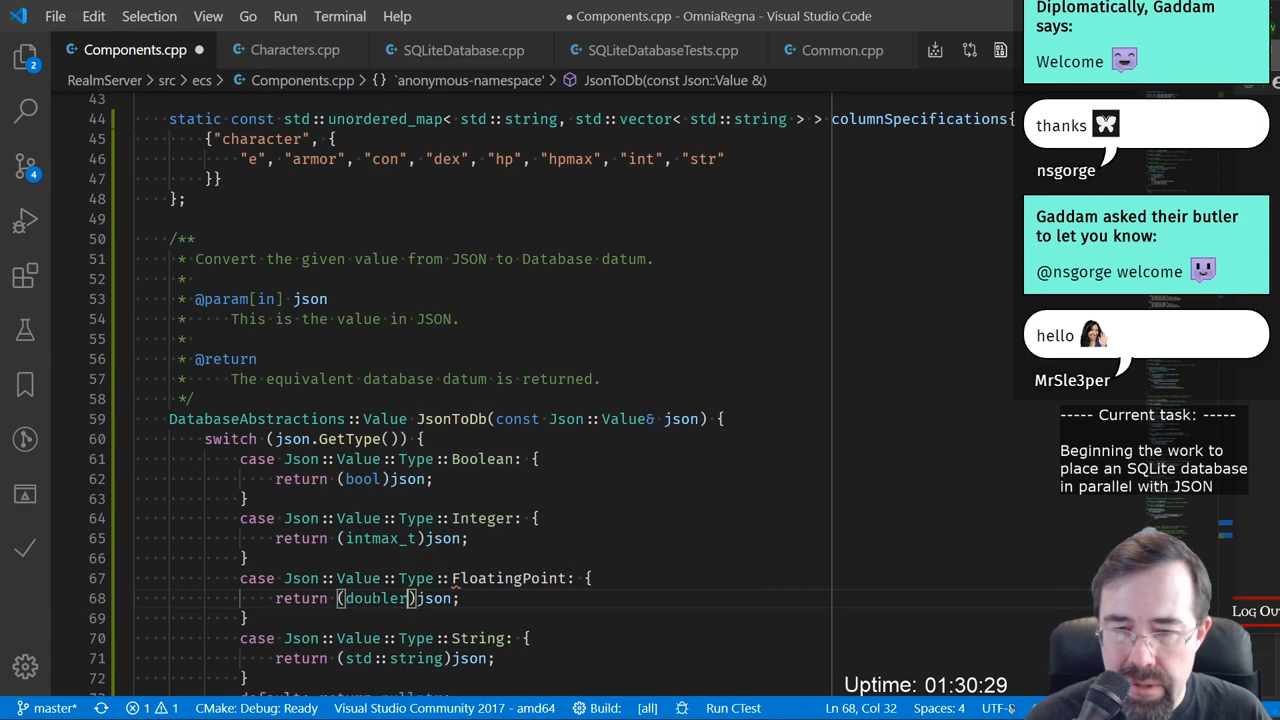 File Edit Selection View Go Run Terminal Help
● Components.cpp - OmniaRegna - Visual Studio Code
Components.cpp ● Characters.cpp SQLiteDatabase.cpp SQLiteDatabaseTests.cpp Common.cpp
RealmServer > src > ecs > Components.cpp > {} `anonymous-namespace' > JsonToDb(const Json::Value &)
43
44 static const std::unordered_map< std::string, std::vector< std::string > > columnSpecifications{
45 {"character", {
46 "e", "armor", "con", "dex", "hp", "hpmax", "int", "str"
47 }}
48 };
49
50 /**
51 * Convert the given value from JSON to Database datum.
52 *
53 * @param[in] json
54 * This is the value in JSON.
55 *
56 * @return
57 * The equivalent database datum is returned.
58 */
59 DatabaseAbstractions::Value JsonToDb(const Json::Value& json) {
60 switch (json.GetType()) {
61 case Json::Value::Type::Boolean: {
62 return (bool)json;
63 }
64 case Json::Value::Type::Integer: {
65 return (intmax_t)json;
66 }
67 case Json::Value::Type::FloatingPoint: {
68 return (doubler)json;
69 }
70 case Json::Value::Type::String: {
71 return (std::string)json;
72 }
73 default: return nullptr
2
4
master* 1 1 CMake: Debug: Ready Visual Studio Community 2017 - amd64 Build: [all] Run CTest Ln 68, Col 32 Spaces: 4 UTF-8
Diplomatically, Gaddam
says:
Welcome
thanks
nsgorge
Gaddam asked their butler
to let you know:
@nsgorge welcome
hello
MrSle3per
----- Current task: -----
Beginning the work to
place an SQLite database
in parallel with JSON
Uptime: 01:30:29